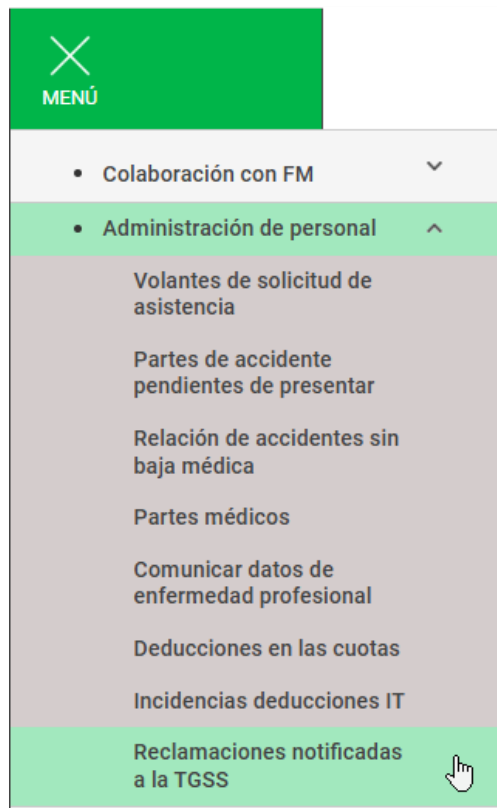 MENÚ
Colaboración con FM
Administración de personal
Volantes de solicitud de
asistencia
Partes de accidente
pendientes de presentar
Relación de accidentes sin
baja médica
Partes médicos
Comunicar datos de
enfermedad profesional
Deducciones en las cuotas
Incidencias deducciones IT
Reclamaciones notificadas
a la TGSS